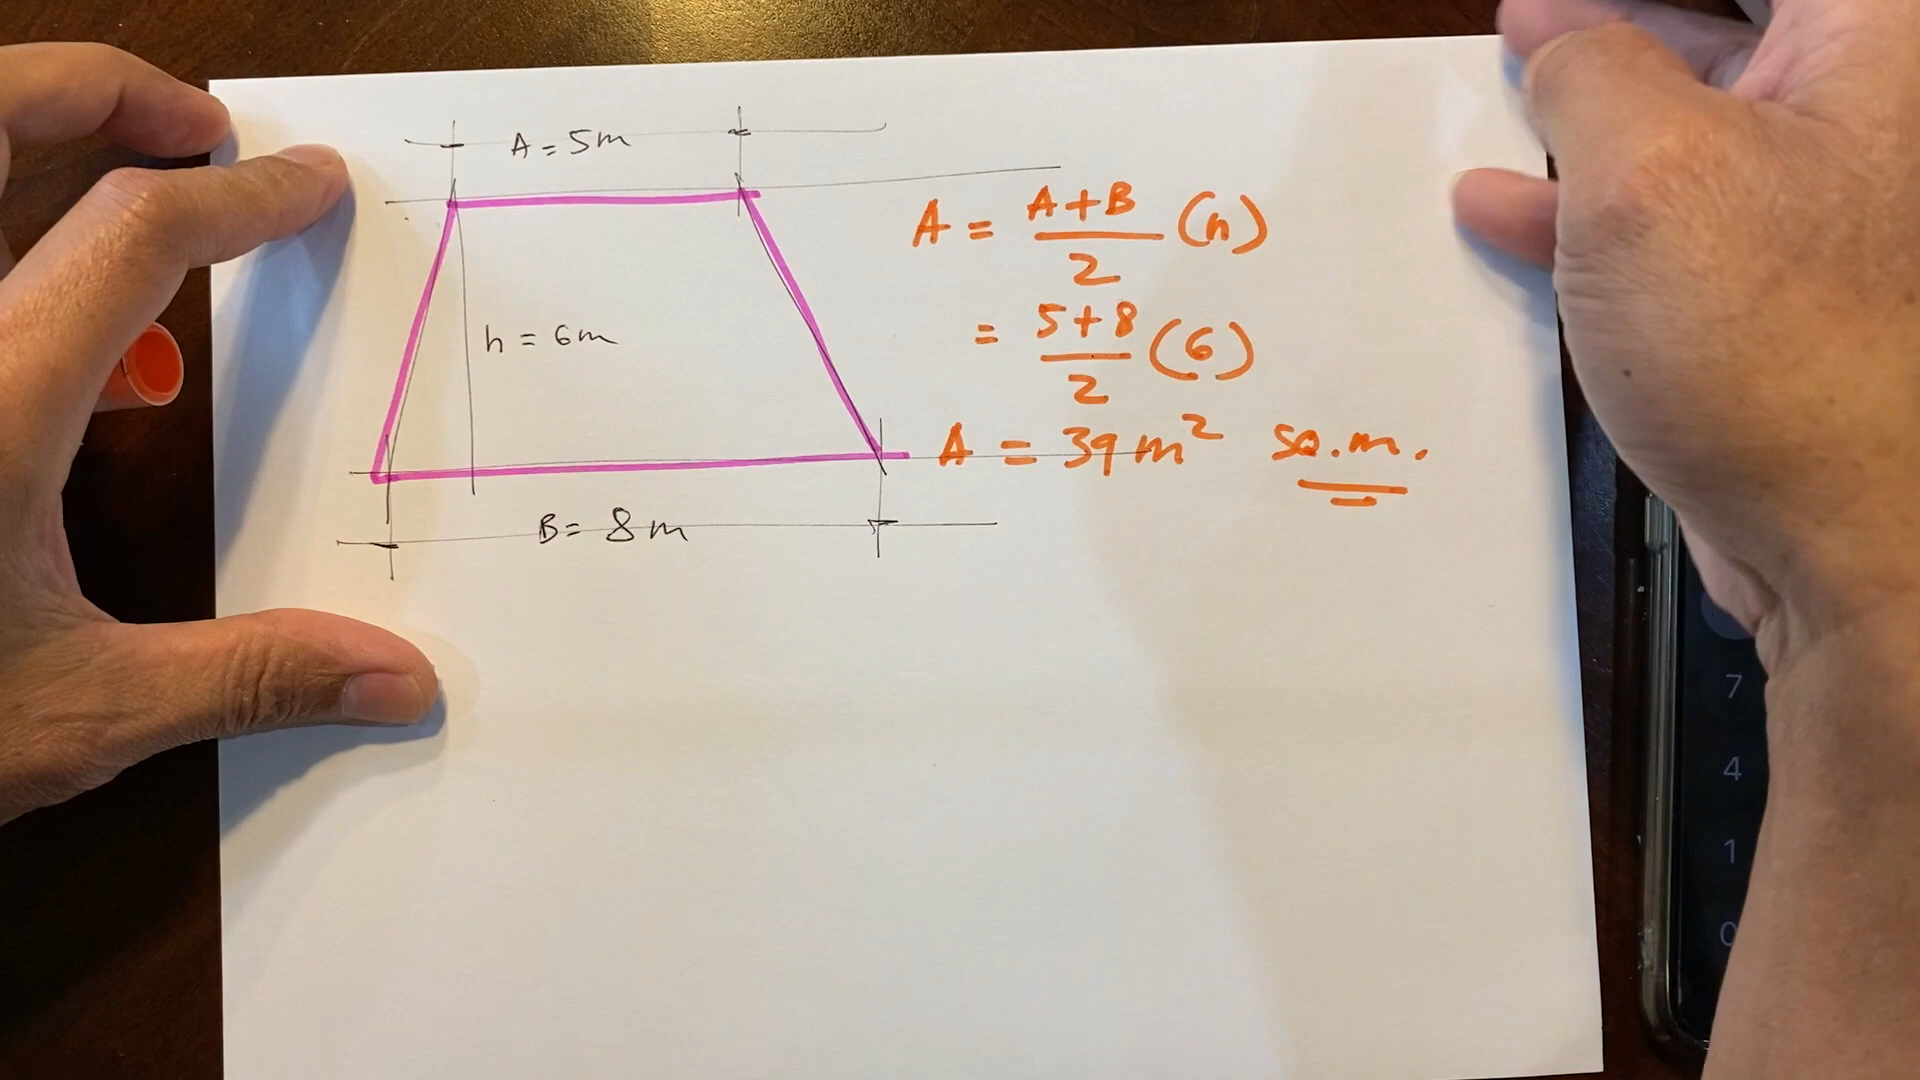 A = 5m
h = 6m
B = 8m
A = A+B/2 (h)
= 5+8/2 (6)
A = 39m² sq.m.
7
4
1
0